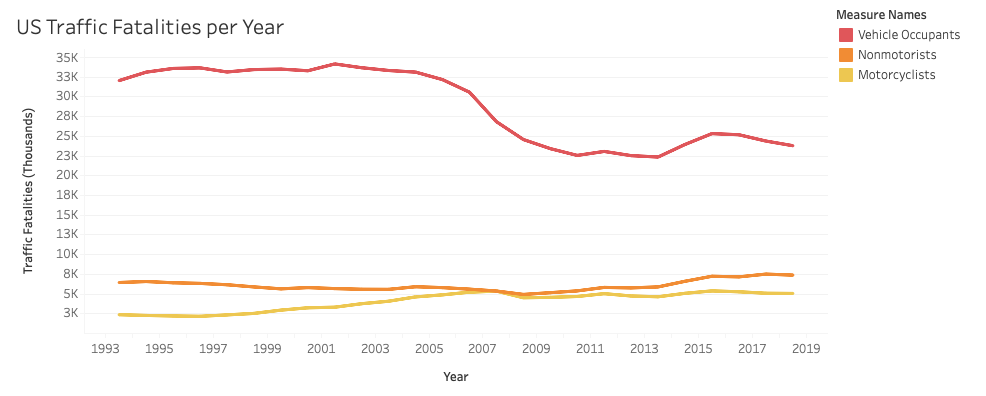 US Traffic Fatalities per Year
Measure Names
Vehicle Occupants
Nonmotorists
Motorcyclists
Traffic Fatalities (Thousands)
35K
33K
30K
28K
25K
23K
20K
18K
15K
13K
10K
8K
5K
3K
1993 1995 1997 1999 2001 2003 2005 2007 2009 2011 2013 2015 2017 2019
Year